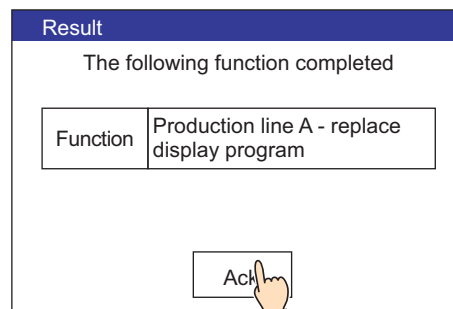 Result
The following function completed
Function
Production line A - replace
display program
Ack